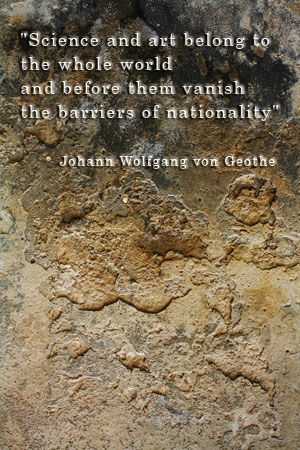 "Science and art belong to
the whole world
and before them vanish
the barriers of nationality"
Johann Wolfgang von Geothe